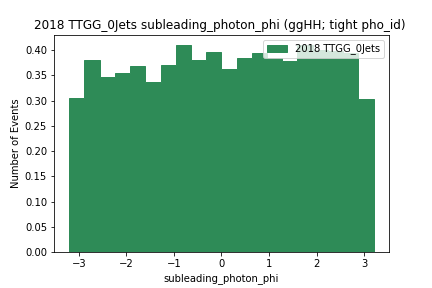 2018 TTGG_0Jets subleading_photon_phi (ggHH; tight pho_id)
2018 TTGG_0Jets
Number of Events
0.40
0.35
0.30
0.25
0.20
0.15
0.10
0.05
0.00
−3 −2 −1 0 1 2 3
subleading_photon_phi